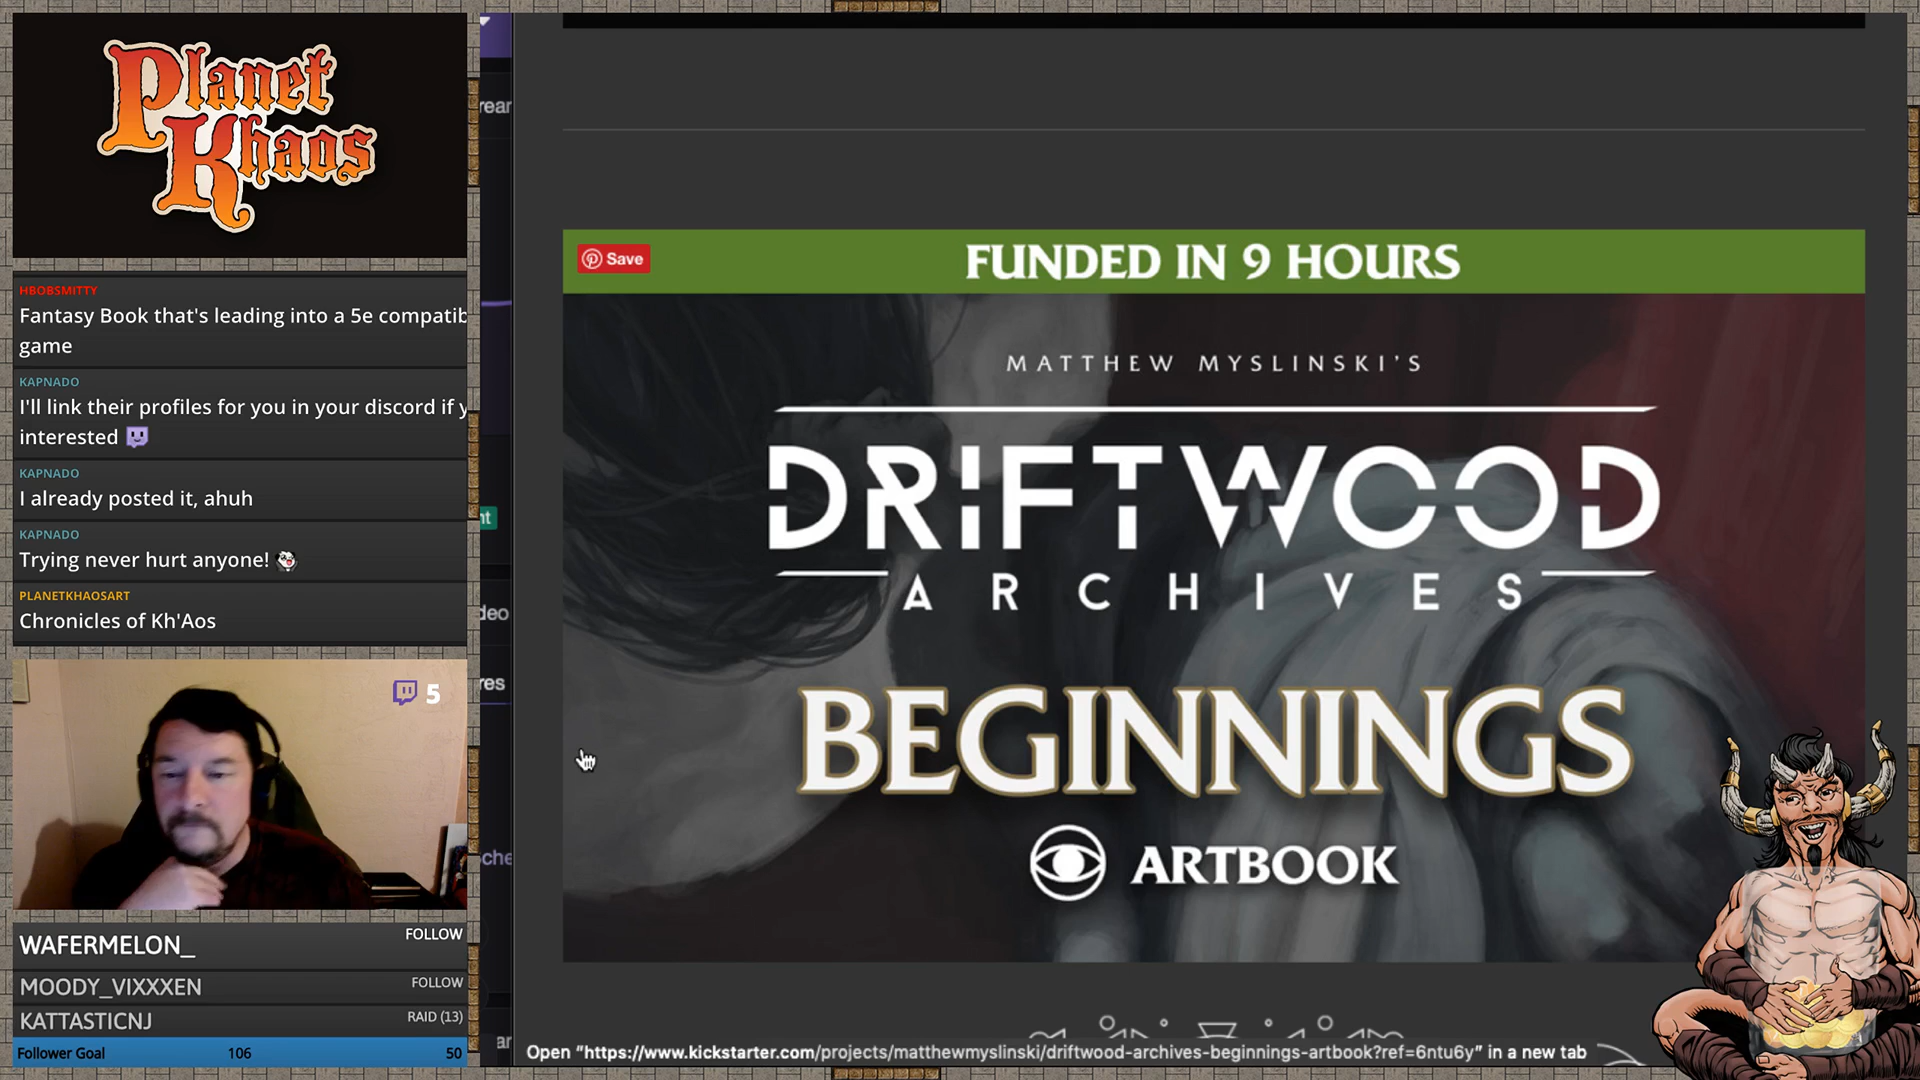 Planet
Khaos
HBOBSMITTY
Fantasy Book that's leading into a 5e compatib
game
KAPNADO
I'll link their profiles for you in your discord if y
interested
KAPNADO
I already posted it, ahuh
KAPNADO
Trying never hurt anyone!
PLANETKHAOSART
Chronicles of Kh'Aos
5
WAFERMELON_ FOLLOW
MOODY_VIXXXEN FOLLOW
KATTASTICNJ RAID (13)
Follower Goal 106 50
Save
FUNDED IN 9 HOURS
MATTHEW MYSLINSKI'S
DRIFTWOOD
ARCHIVES
BEGINNINGS
ARTBOOK
Open "https://www.kickstarter.com/projects/matthewmyslinski/driftwood-archives-beginnings-artbook?ref=6ntu6y" in a new tab